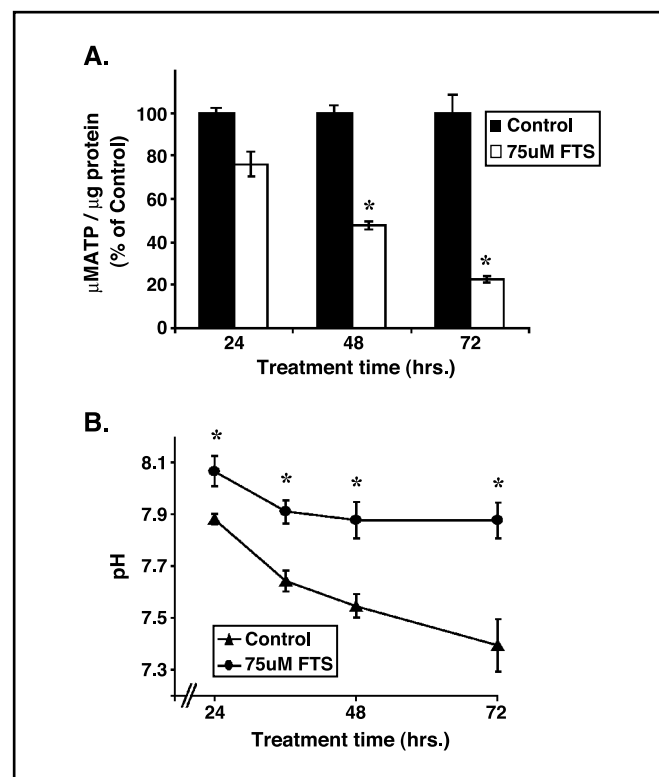 A.
μMATP / μg protein
(% of Control)
100
80
60
40
20
0
Control
75uM FTS
*
*
24
48
72
Treatment time (hrs.)
B.
pH
8.1
7.9
7.7
7.5
7.3
*
*
*
*
Control
75uM FTS
24
48
72
Treatment time (hrs.)